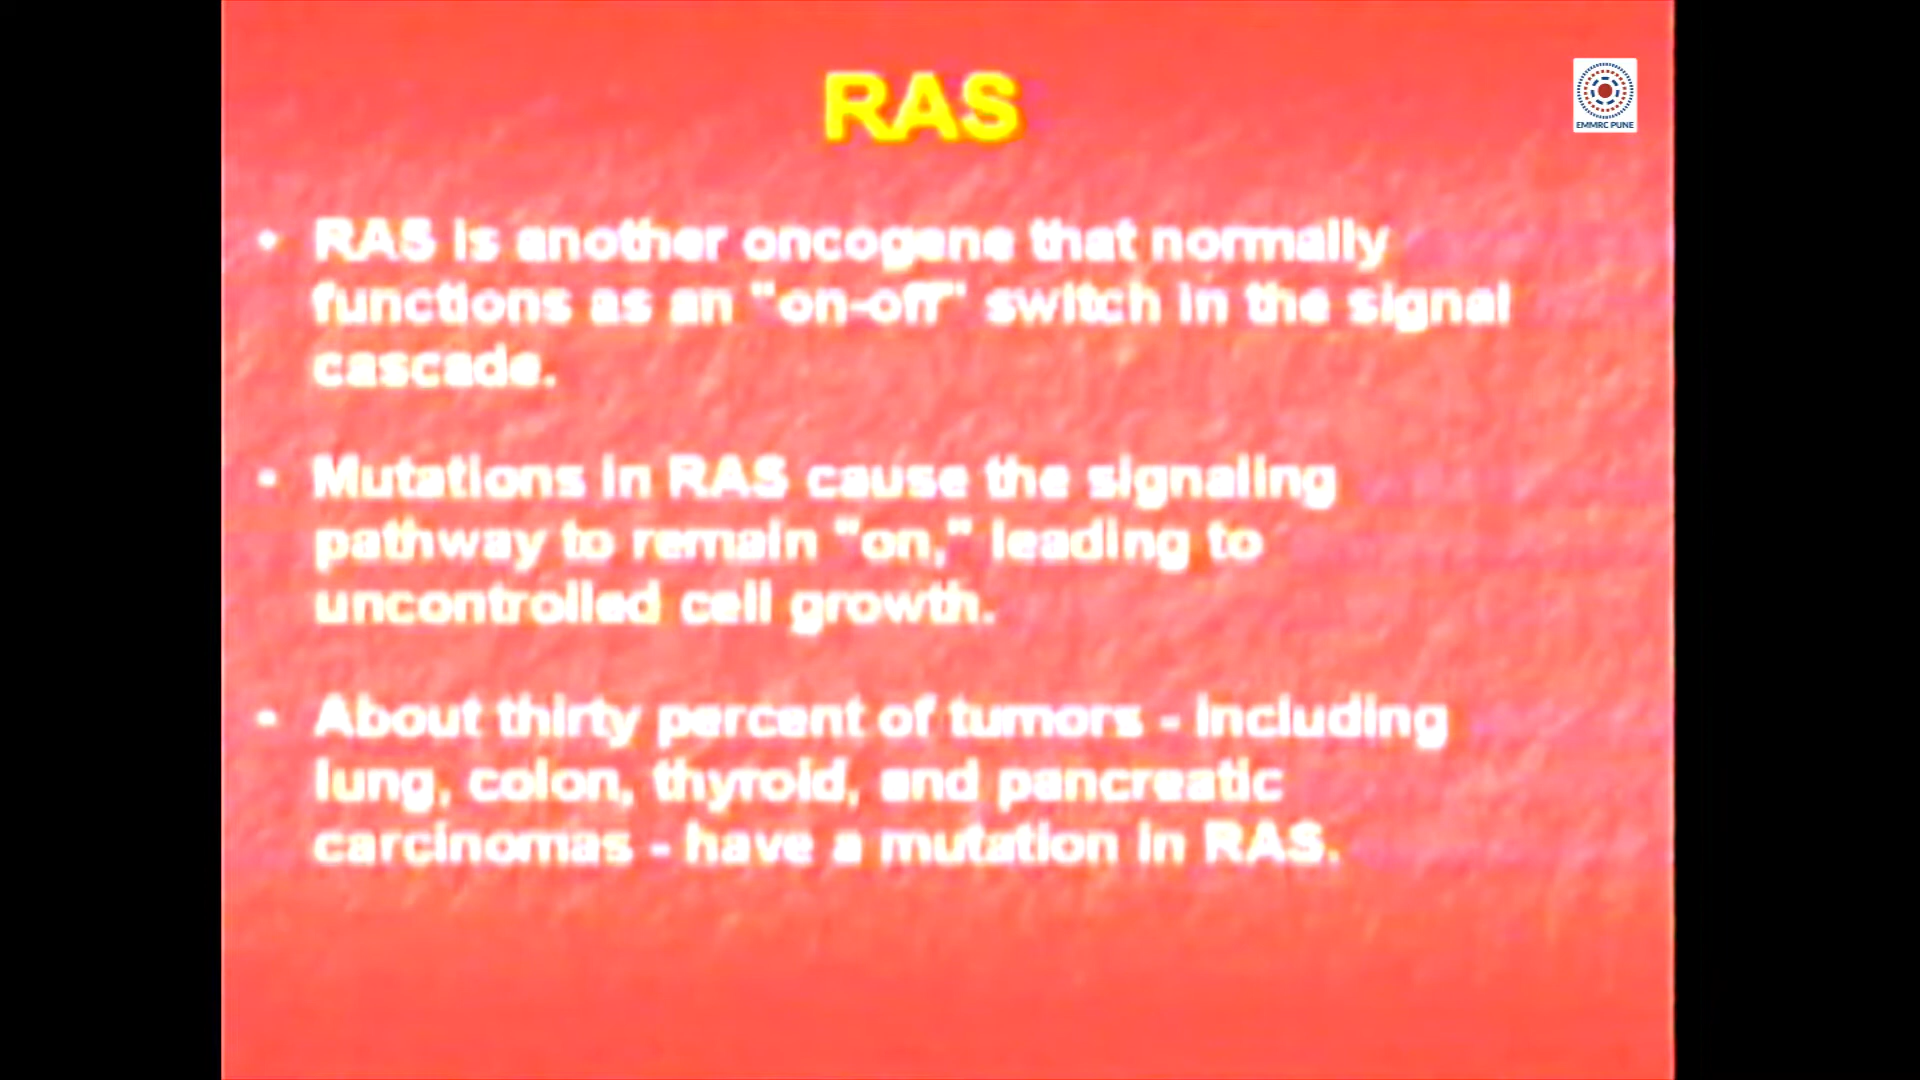 RAS
EMMRC PUNE
• RAS is another oncogene that normally
functions as an "on-off" switch in the signal
cascade.
• Mutations in RAS cause the signaling
pathway to remain "on," leading to
uncontrolled cell growth.
• About thirty percent of tumors - including
lung, colon, thyroid, and pancreatic
carcinomas - have a mutation in RAS.